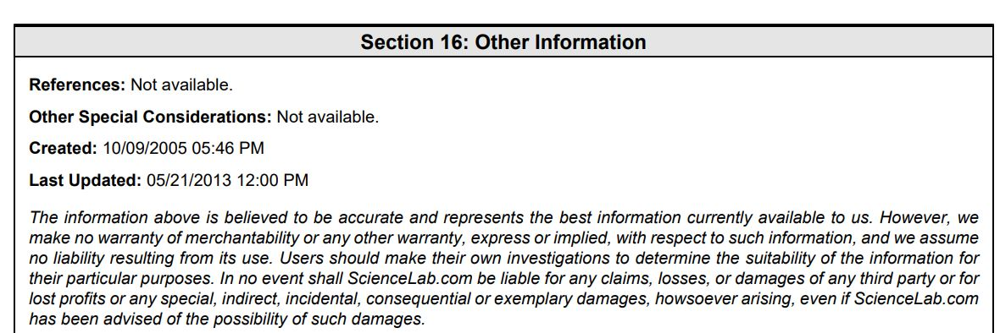 Section 16: Other Information
References: Not available.
Other Special Considerations: Not available.
Created: 10/09/2005 05:46 PM
Last Updated: 05/21/2013 12:00 PM
The information above is believed to be accurate and represents the best information currently available to us. However, we
make no warranty of merchantability or any other warranty, express or implied, with respect to such information, and we assume
no liability resulting from its use. Users should make their own investigations to determine the suitability of the information for
their particular purposes. In no event shall ScienceLab.com be liable for any claims, losses, or damages of any third party or for
lost profits or any special, indirect, incidental, consequential or exemplary damages, howsoever arising, even if ScienceLab.com
has been advised of the possibility of such damages.